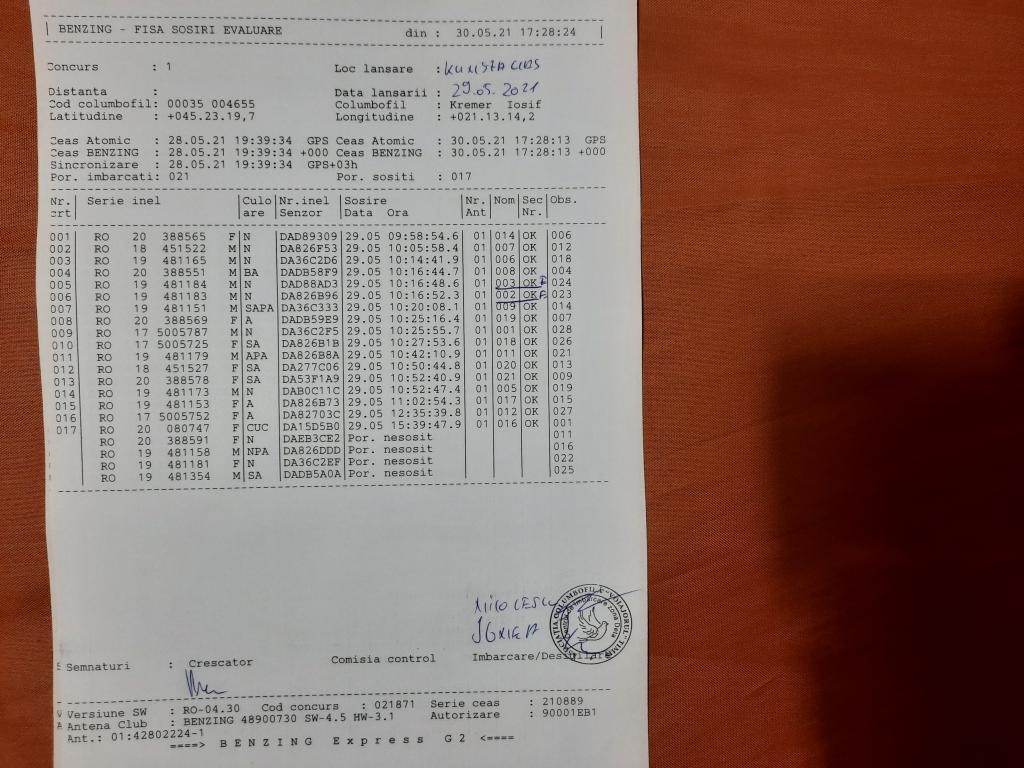 | BENZING - FISA SOSIRI EVALUARE din : 30.05.21 17:28:24 |
Concurs : 1 Loc lansare :
Distanta : Data lansarii : 29.05.2021
Cod columbofil: 00035 004655 Columbofil : Kremer Iosif
Latitudine : +045.23.19,7 Longitudine : +021.13.14,2
Ceas Atomic : 28.05.21 19:39:34 GPS Ceas Atomic : 30.05.21 17:28:13 GPS
Ceas BENZING : 28.05.21 19:39:34 +000 Ceas BENZING : 30.05.21 17:28:13 +000
Sincronizare : 28.05.21 19:39:34 GPS+03h
Por. imbarcati: 021 Por. sositi : 017
Nr. | Serie inel |Culo|Nr.inel |Sosire |Nr.|Nom|Sec|Obs.
crt | |are |Senzor |Data Ora |Ant| |Nr.|
001 RO 20 388565 F N DAD89309 29.05 09:58:54.6 01 014 OK 006
002 RO 18 451522 M N DA826F53 29.05 10:05:58.4 01 007 OK 012
003 RO 19 481165 M N DA36C2D6 29.05 10:14:41.9 01 006 OK 018
004 RO 20 388551 M BA DADB58F9 29.05 10:16:44.7 01 008 OK 004
005 RO 19 481184 M N DAD88AD3 29.05 10:16:48.6 01 003 OK 024
006 RO 19 481183 M N DA826B96 29.05 10:16:52.3 01 002 OK 023
007 RO 19 481151 M SAPA DA36C333 29.05 10:20:08.1 01 009 OK 014
008 RO 20 388569 F A DADB59E9 29.05 10:25:16.4 01 019 OK 007
009 RO 17 5005787 M N DA36C2F5 29.05 10:25:55.7 01 001 OK 028
010 RO 17 5005725 F SA DA826B1B 29.05 10:27:53.6 01 018 OK 026
011 RO 19 481179 M APA DA826B8A 29.05 10:42:10.9 01 011 OK 021
012 RO 18 451527 F SA DA277C06 29.05 10:50:44.8 01 020 OK 013
013 RO 20 388578 F SA DA53F1A9 29.05 10:52:40.9 01 021 OK 009
014 RO 19 481173 M N DAB0C11C 29.05 10:52:47.4 01 005 OK 019
015 RO 19 481153 F A DA826B73 29.05 11:02:54.3 01 017 OK 015
016 RO 17 5005752 F A DA82703C 29.05 12:35:39.8 01 012 OK 027
017 RO 20 080747 F CUC DA15D5B0 29.05 15:39:47.9 01 016 OK 001
RO 20 388591 F N DAEB3CE2 Por. nesosit 011
RO 19 481158 M NPA DA826DDD Por. nesosit 016
RO 19 481181 F N DA36C2EF Por. nesosit 022
RO 19 481354 M SA DADB5A0A Por. nesosit 025
Semnaturi : Crescator Comisia control Imbarcare/
Versiune SW : RO-04.30 Cod concurs : 021871 Serie ceas : 210889
Antena Club : BENZING 48900730 SW-4.5 HW-3.1 Autorizare : 90001EB1
Ant.: 01:42802224-1
====> B E N Z I N G E x p r e s s G 2 <====